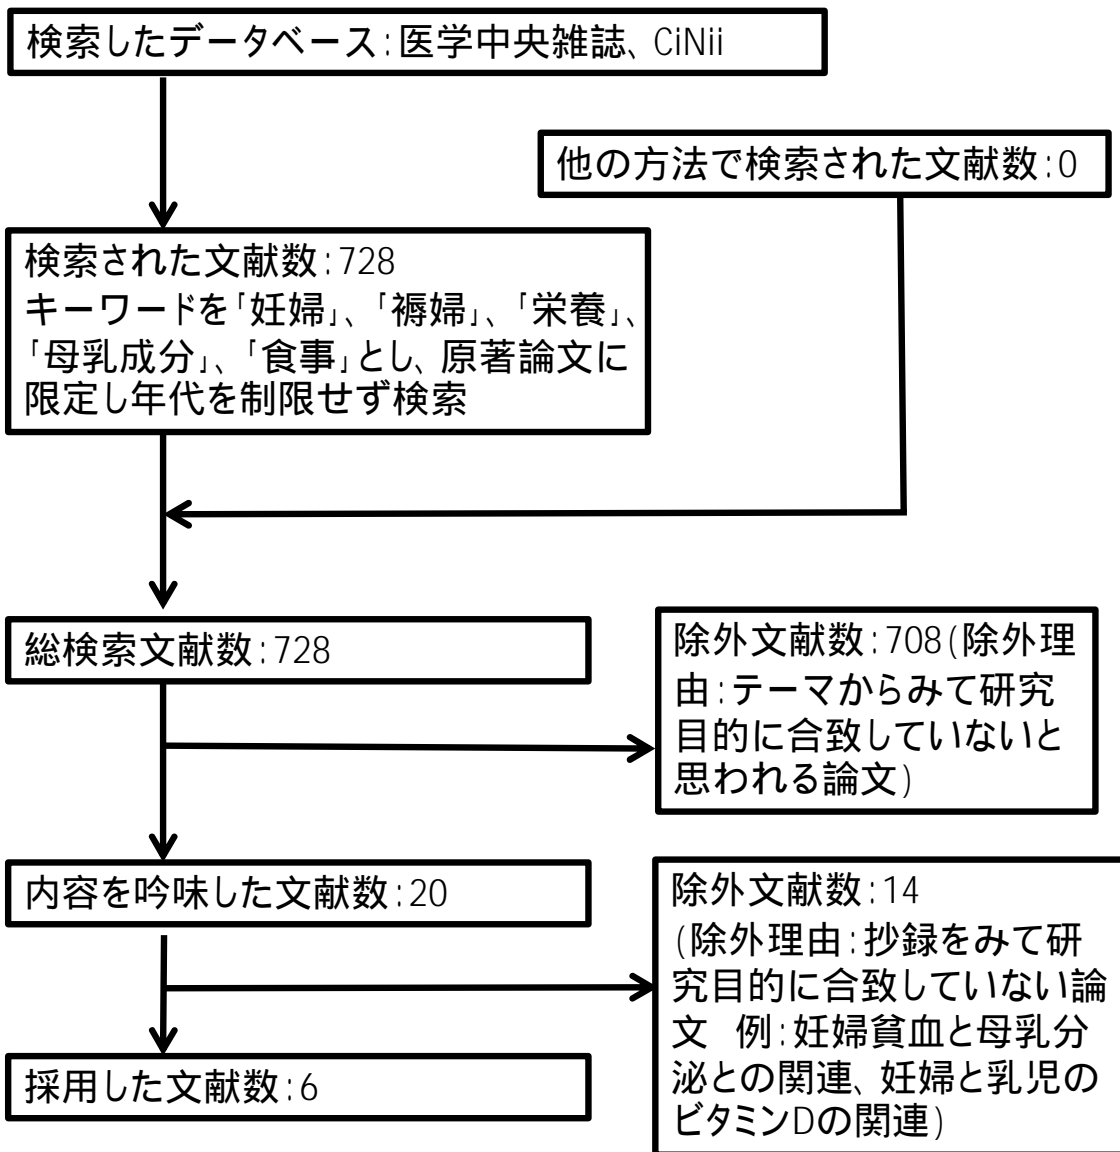 検索したデータベース:医学中央雑誌、CiNii
他の方法で検索された文献数:0
検索された文献数:728
キーワードを「妊婦」、「褥婦」、「栄養」、
「母乳成分」、「食事」とし、原著論文に
限定し年代を制限せず検索
総検索文献数:728
除外文献数:708(除外理
由:テーマからみて研究
目的に合致していないと
思われる論文)
内容を吟味した文献数:20
除外文献数:14
(除外理由:抄録をみて研
究目的に合致していない論
文 例:妊婦貧血と母乳分
泌との関連、妊婦と乳児の
ビタミンDの関連)
採用した文献数:6